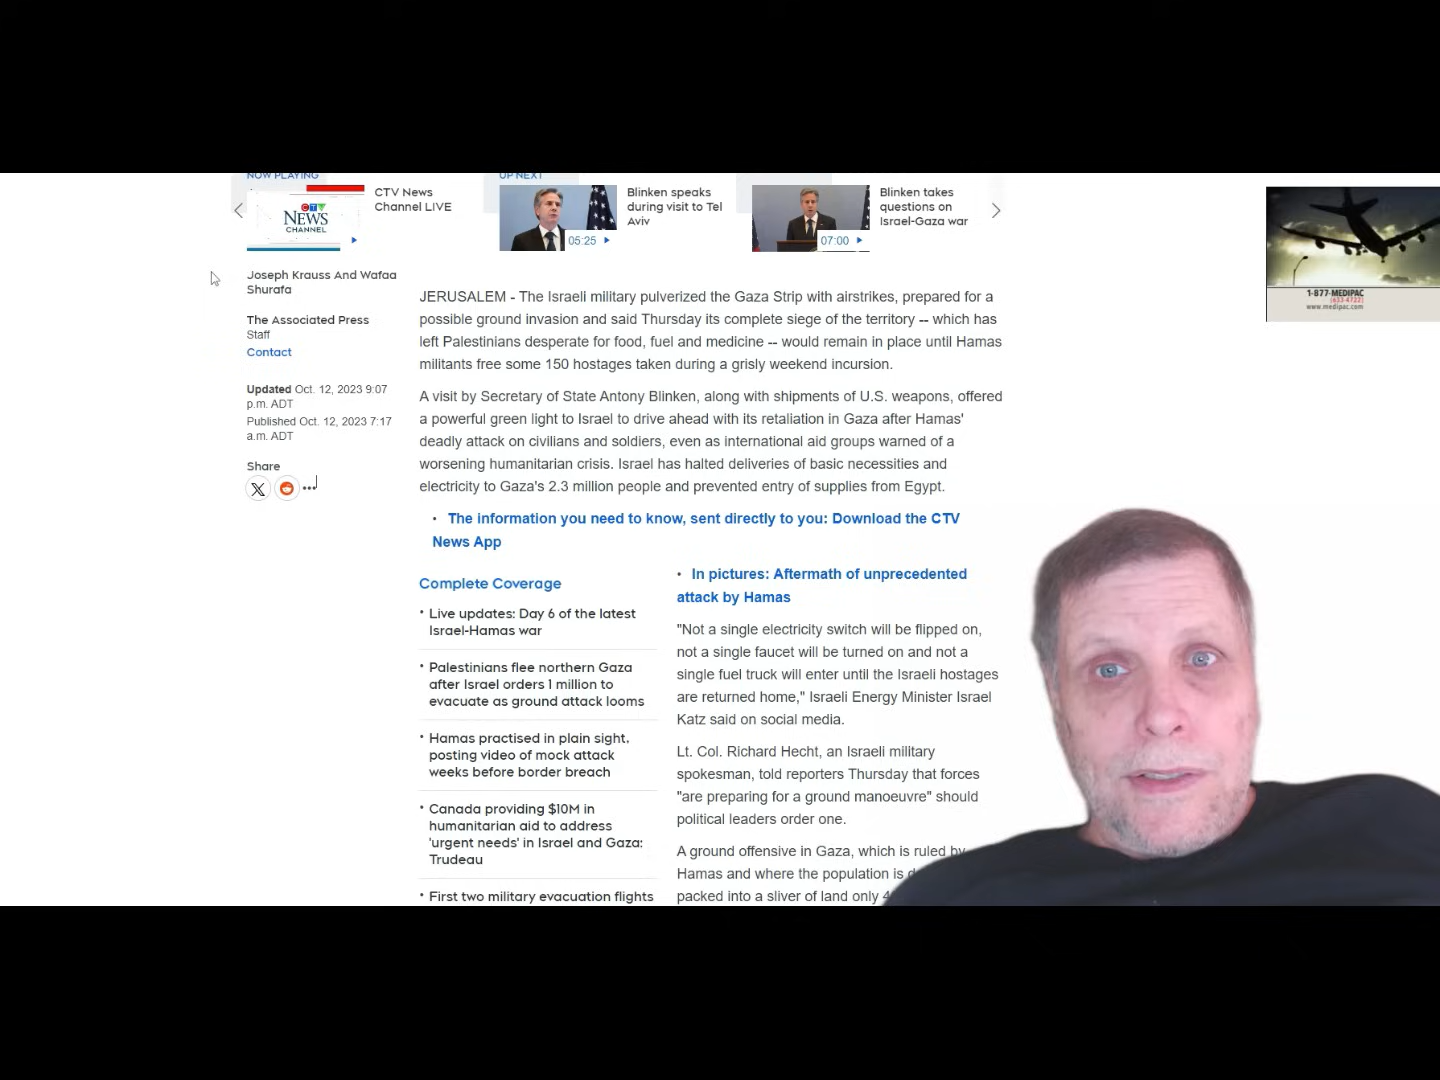 NOW PLAYING
UP NEXT
CTV News
Channel LIVE
CTV
NEWS
CHANNEL
Blinken speaks
during visit to Tel
Aviv
05:25
Blinken takes
questions on
Israel-Gaza war
07:00
1-877-MEDIPAC
(633-4722)
www.medipac.com
Joseph Krauss And Wafaa
Shurafa
The Associated Press
Staff
Contact
Updated Oct. 12, 2023 9:07
p.m. ADT
Published Oct. 12, 2023 7:17
a.m. ADT
Share
JERUSALEM - The Israeli military pulverized the Gaza Strip with airstrikes, prepared for a
possible ground invasion and said Thursday its complete siege of the territory -- which has
left Palestinians desperate for food, fuel and medicine -- would remain in place until Hamas
militants free some 150 hostages taken during a grisly weekend incursion.
A visit by Secretary of State Antony Blinken, along with shipments of U.S. weapons, offered
a powerful green light to Israel to drive ahead with its retaliation in Gaza after Hamas'
deadly attack on civilians and soldiers, even as international aid groups warned of a
worsening humanitarian crisis. Israel has halted deliveries of basic necessities and
electricity to Gaza's 2.3 million people and prevented entry of supplies from Egypt.
• The information you need to know, sent directly to you: Download the CTV
News App
Complete Coverage
• Live updates: Day 6 of the latest
Israel-Hamas war
• Palestinians flee northern Gaza
after Israel orders 1 million to
evacuate as ground attack looms
• Hamas practised in plain sight,
posting video of mock attack
weeks before border breach
• Canada providing $10M in
humanitarian aid to address
'urgent needs' in Israel and Gaza:
Trudeau
• First two military evacuation flights
• In pictures: Aftermath of unprecedented
attack by Hamas
"Not a single electricity switch will be flipped on,
not a single faucet will be turned on and not a
single fuel truck will enter until the Israeli hostages
are returned home," Israeli Energy Minister Israel
Katz said on social media.
Lt. Col. Richard Hecht, an Israeli military
spokesman, told reporters Thursday that forces
"are preparing for a ground manoeuvre" should
political leaders order one.
A ground offensive in Gaza, which is ruled by
Hamas and where the population is
packed into a sliver of land only